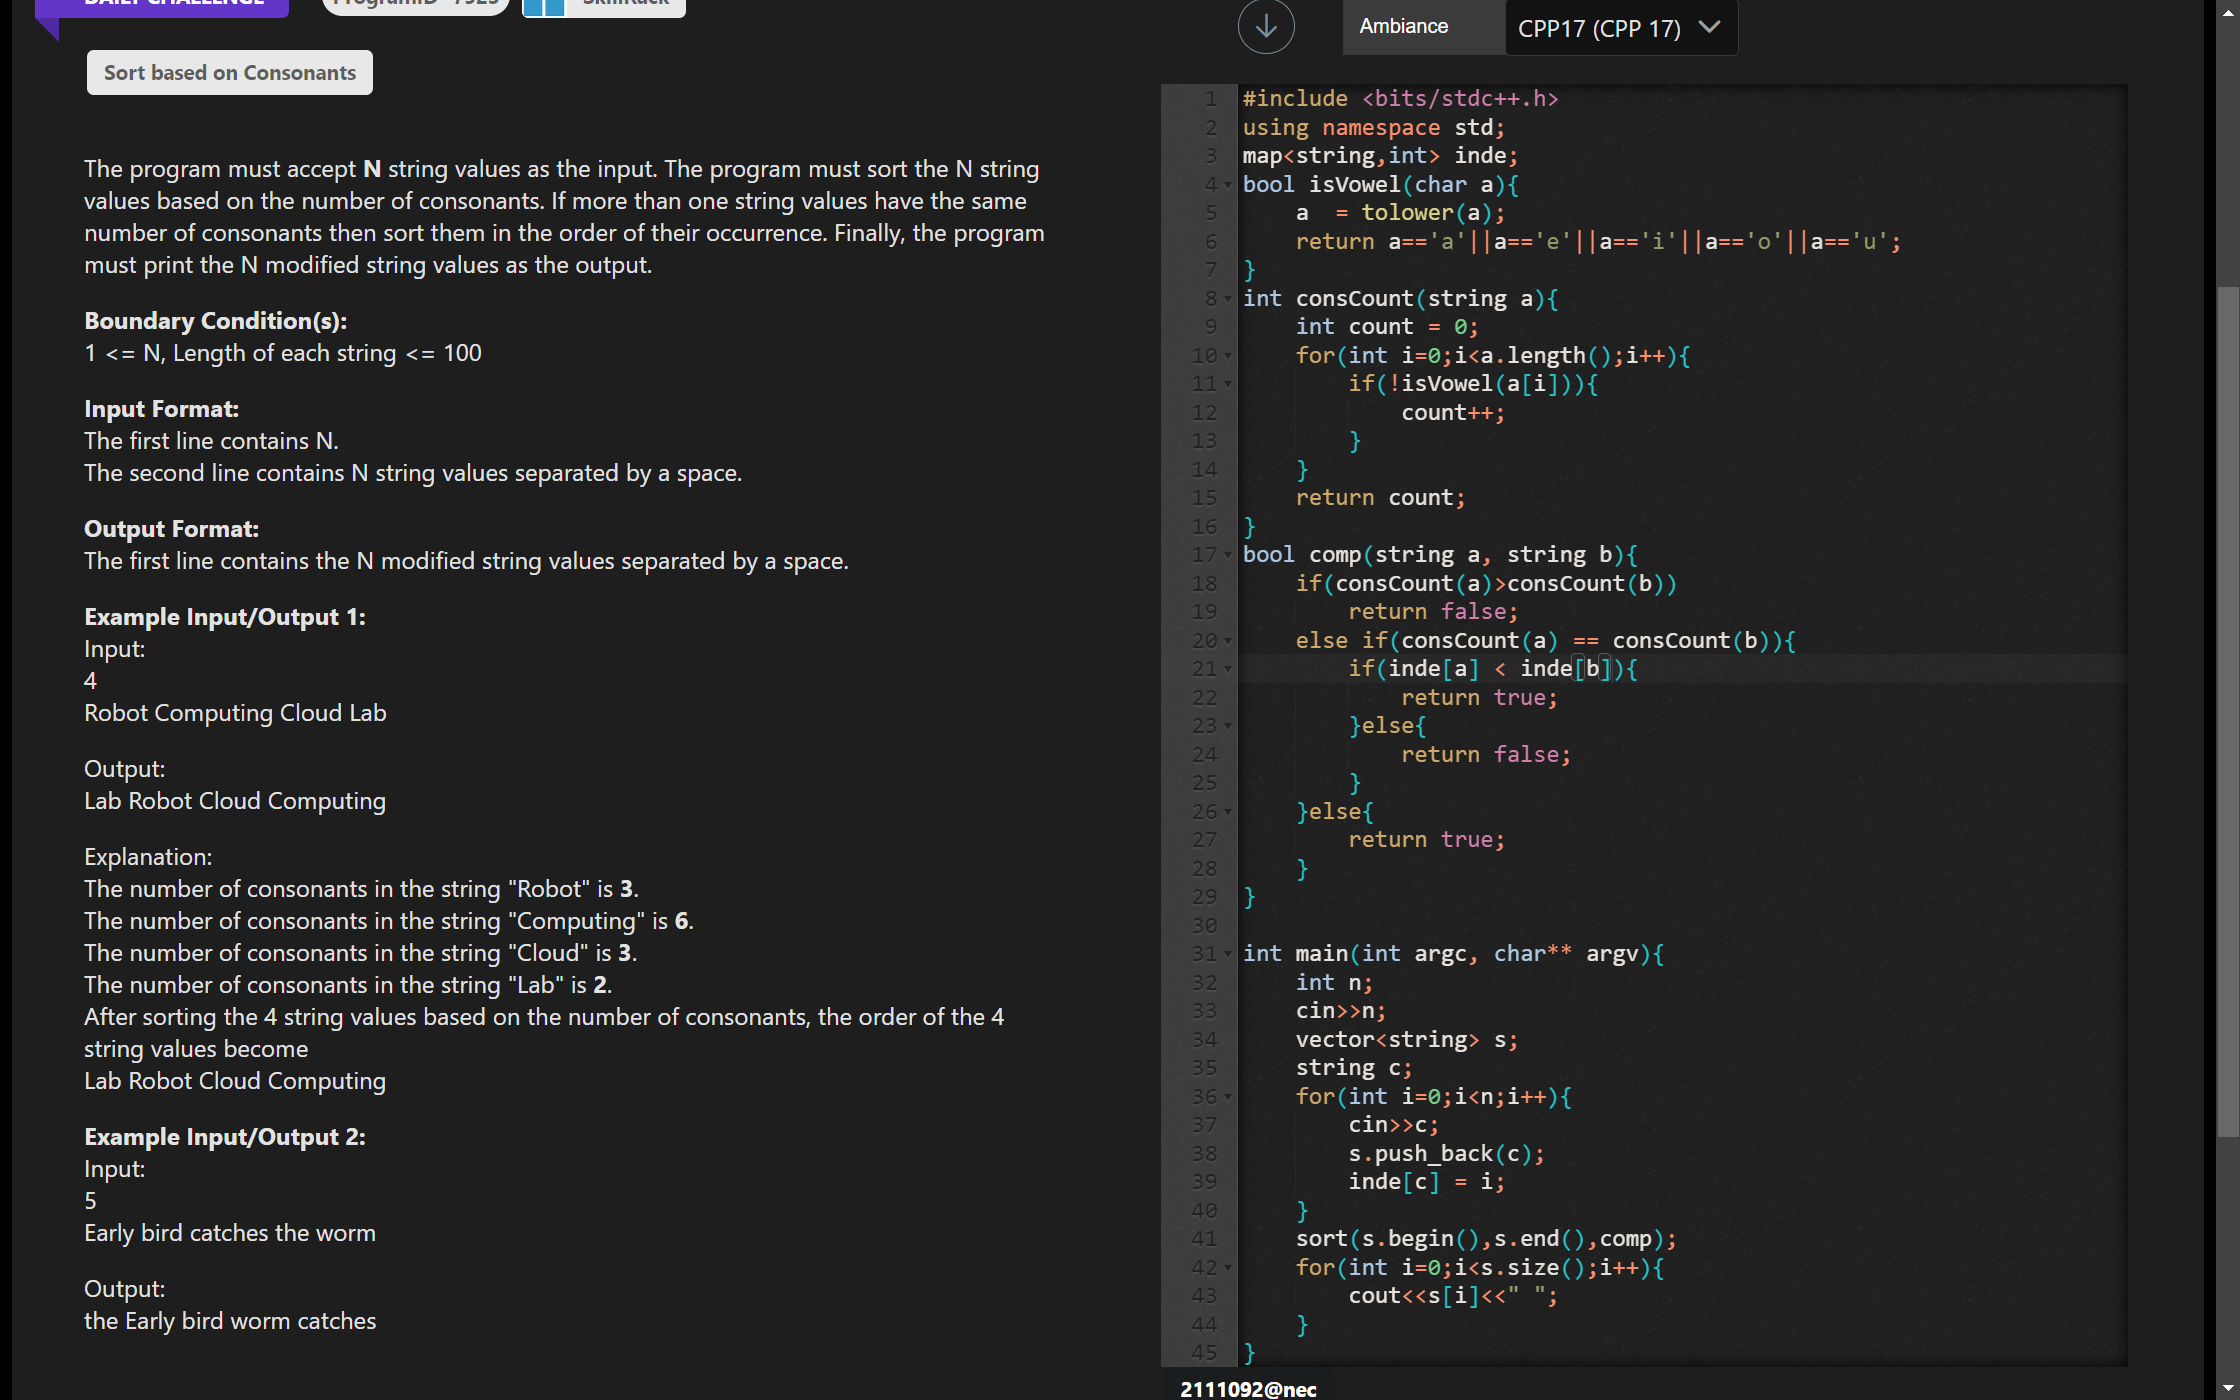 DAILY CHALLENGE
ProgramID- 7925
SkillRack
Sort based on Consonants
The program must accept N string values as the input. The program must sort the N string
values based on the number of consonants. If more than one string values have the same
number of consonants then sort them in the order of their occurrence. Finally, the program
must print the N modified string values as the output.
Boundary Condition(s):
1 <= N, Length of each string <= 100
Input Format:
The first line contains N.
The second line contains N string values separated by a space.
Output Format:
The first line contains the N modified string values separated by a space.
Example Input/Output 1:
Input:
4
Robot Computing Cloud Lab
Output:
Lab Robot Cloud Computing
Explanation:
The number of consonants in the string "Robot" is 3.
The number of consonants in the string "Computing" is 6.
The number of consonants in the string "Cloud" is 3.
The number of consonants in the string "Lab" is 2.
After sorting the 4 string values based on the number of consonants, the order of the 4
string values become
Lab Robot Cloud Computing
Example Input/Output 2:
Input:
5
Early bird catches the worm
Output:
the Early bird worm catches
Ambiance
CPP17 (CPP 17)
1 #include <bits/stdc++.h>
2 using namespace std;
3 map<string,int> inde;
4 bool isVowel(char a){
5     a  = tolower(a);
6     return a=='a'||a=='e'||a=='i'||a=='o'||a=='u';
7 }
8 int consCount(string a){
9     int count = 0;
10     for(int i=0;i<a.length();i++){
11         if(!isVowel(a[i])){
12             count++;
13         }
14     }
15     return count;
16 }
17 bool comp(string a, string b){
18     if(consCount(a)>consCount(b))
19         return false;
20     else if(consCount(a) == consCount(b)){
21         if(inde[a] < inde[b]){
22             return true;
23         }else{
24             return false;
25         }
26     }else{
27         return true;
28     }
29 }
30
31 int main(int argc, char** argv){
32     int n;
33     cin>>n;
34     vector<string> s;
35     string c;
36     for(int i=0;i<n;i++){
37         cin>>c;
38         s.push_back(c);
39         inde[c] = i;
40     }
41     sort(s.begin(),s.end(),comp);
42     for(int i=0;i<s.size();i++){
43         cout<<s[i]<<" ";
44     }
45 }
2111092@nec